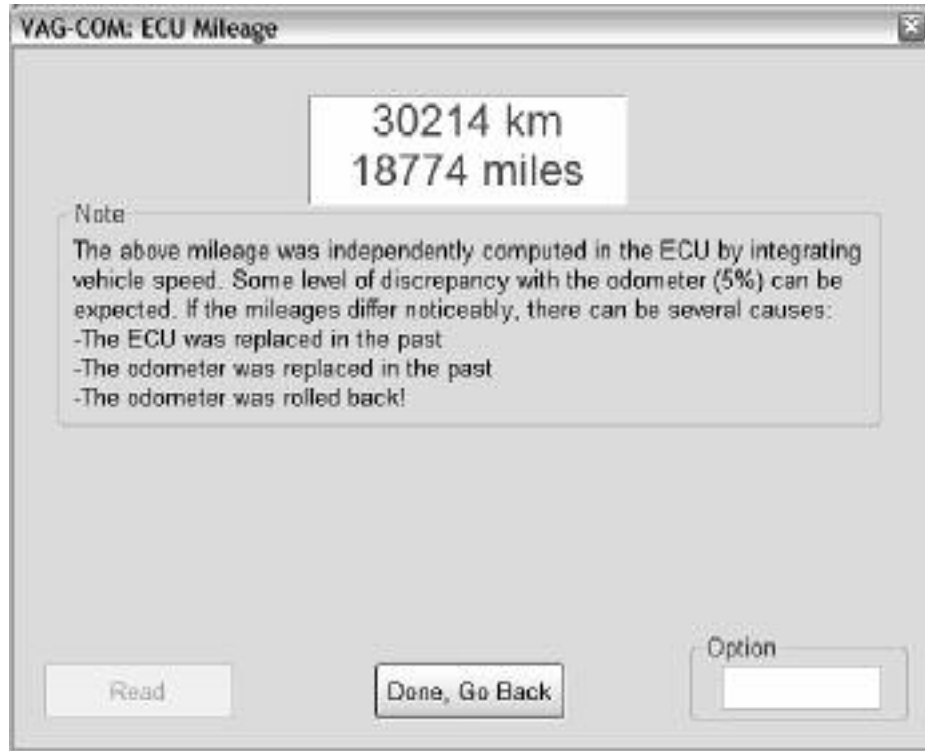 VAG-COM: ECU Mileage
30214 km
18774 miles
Note
The above mileage was independently computed in the ECU by integrating
vehicle speed. Some level of discrepancy with the odometer (5%) can be
expected. If the mileages differ noticeably, there can be several causes:
-The ECU was replaced in the past
-The odometer was replaced in the past
-The odometer was rolled back!
Option
Read
Done, Go Back